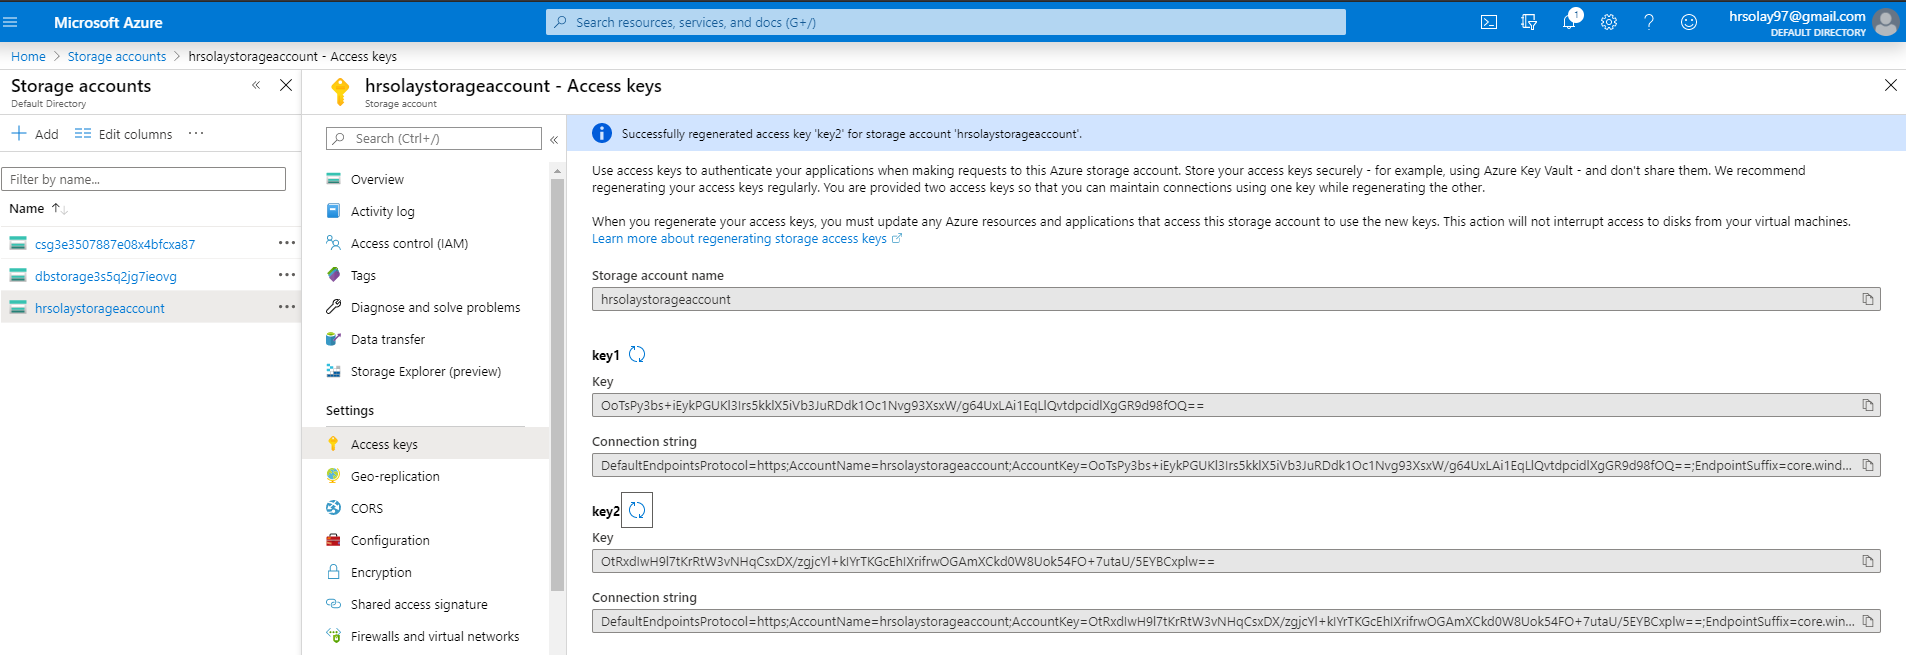 Microsoft Azure
Search resources, services, and docs (G+/)
1
hrsolay97@gmail.com
DEFAULT DIRECTORY
Home > Storage accounts > hrsolaystorageaccount - Access keys
Storage accounts
Default Directory
Add
Edit columns
Filter by name...
Name
csg3e3507887e08x4bfcxa87
dbstorage3s5q2jg7ieovg
hrsolaystorageaccount
hrsolaystorageaccount - Access keys
Storage account
Search (Ctrl+/)
Overview
Activity log
Access control (IAM)
Tags
Diagnose and solve problems
Data transfer
Storage Explorer (preview)
Settings
Access keys
Geo-replication
CORS
Configuration
Encryption
Shared access signature
Firewalls and virtual networks
Successfully regenerated access key 'key2' for storage account 'hrsolaystorageaccount'.
Use access keys to authenticate your applications when making requests to this Azure storage account. Store your access keys securely - for example, using Azure Key Vault - and don't share them. We recommend
regenerating your access keys regularly. You are provided two access keys so that you can maintain connections using one key while regenerating the other.
When you regenerate your access keys, you must update any Azure resources and applications that access this storage account to use the new keys. This action will not interrupt access to disks from your virtual machines.
Learn more about regenerating storage access keys
Storage account name
hrsolaystorageaccount
key1
Key
OoTsPy3bs+iEykPGUKl3Irs5kklX5iVb3JuRDdk1Oc1Nvg93XsxW/g64UxLAi1EqLlQvtdpcidlXgGR9d98fOQ==
Connection string
DefaultEndpointsProtocol=https;AccountName=hrsolaystorageaccount;AccountKey=OoTsPy3bs+iEykPGUKl3Irs5kklX5iVb3JuRDdk1Oc1Nvg93XsxW/g64UxLAi1EqLlQvtdpcidlXgGR9d98fOQ==;EndpointSuffix=core.wind...
key2
Key
OtRxdIwH9l7tKrRtW3vNHqCsxDX/zgjcYl+kIYrTKGcEhIXrifrwOGAmXCkd0W8Uok54FO+7utaU/5EYBCxplw==
Connection string
DefaultEndpointsProtocol=https;AccountName=hrsolaystorageaccount;AccountKey=OtRxdIwH9l7tKrRtW3vNHqCsxDX/zgjcYl+kIYrTKGcEhIXrifrwOGAmXCkd0W8Uok54FO+7utaU/5EYBCxplw==;EndpointSuffix=core.win...